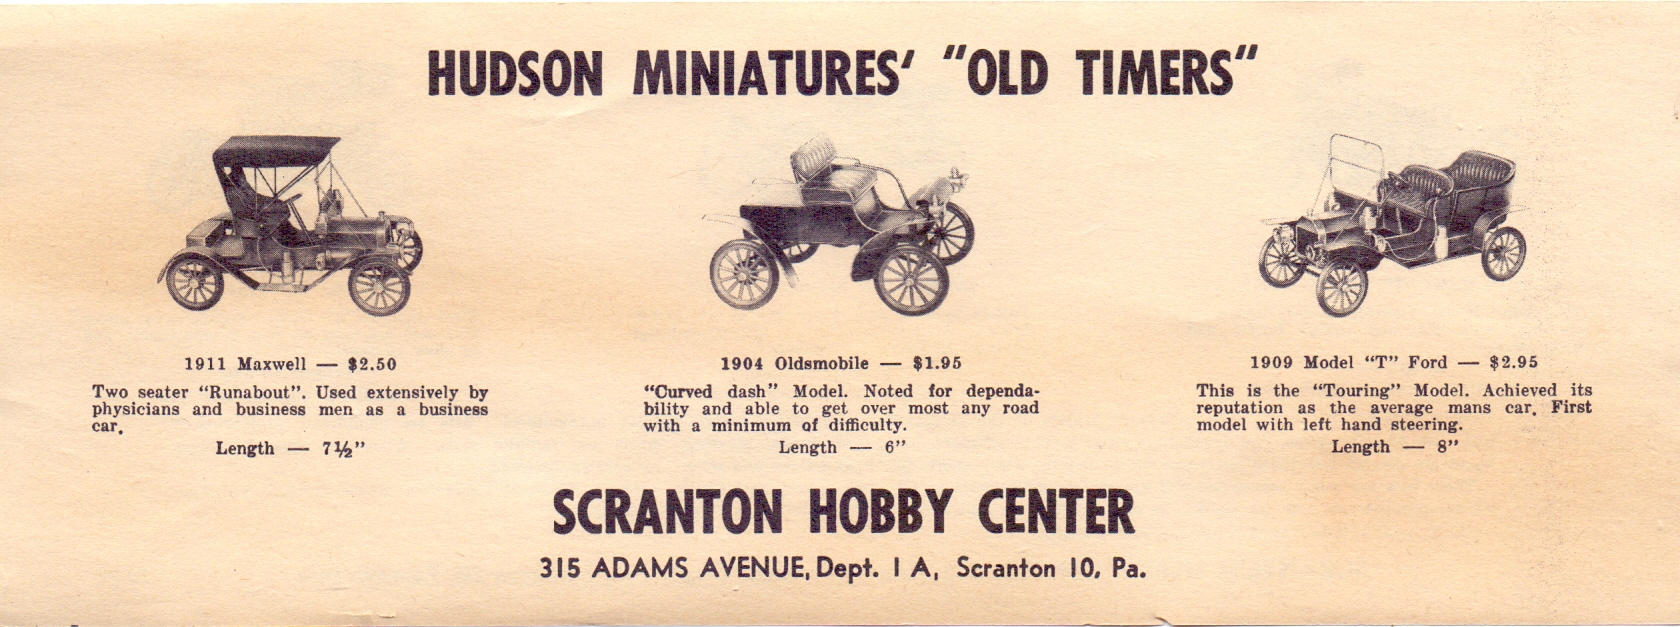 HUDSON MINIATURES' "OLD TIMERS"
1911 Maxwell — $2.50
Two seater "Runabout". Used extensively by
physicians and business men as a business
car.
Length — 7½"
1904 Oldsmobile — $1.95
"Curved dash" Model. Noted for dependa-
bility and able to get over most any road
with a minimum of difficulty.
Length — 6"
1909 Model "T" Ford — $2.95
This is the "Touring" Model. Achieved its
reputation as the average mans car. First
model with left hand steering.
Length — 8"
SCRANTON HOBBY CENTER
315 ADAMS AVENUE, Dept. 1 A, Scranton 10, Pa.